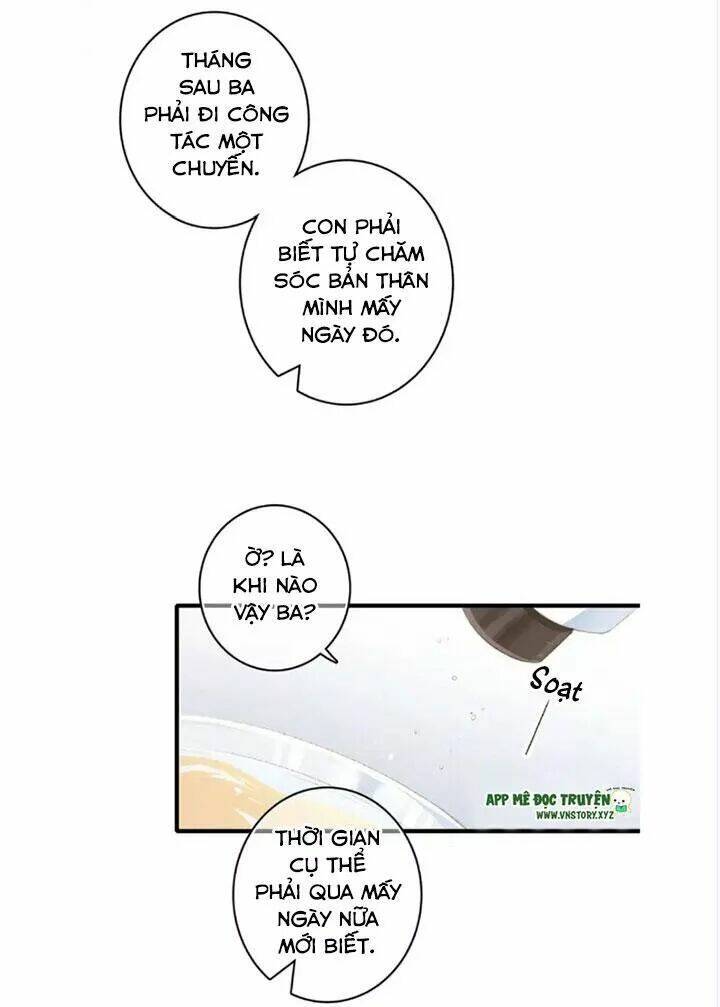 THÁNG
SAU BA
PHẢI ĐI CÔNG
TÁC MỘT
CHUYẾN.
CON PHẢI
BIẾT TỰ CHĂM
SÓC BẢN THÂN
MÌNH MẤY
NGÀY ĐÓ.
Ờ? LÀ
KHI NÀO
VẬY BA?
Soạt
APP MÊ ĐỌC TRUYỆN
WWW.VNSTORY.XYZ
THỜI GIAN
CỤ THỂ
PHẢI QUA MẤY
NGÀY NỮA
MỚI BIẾT.